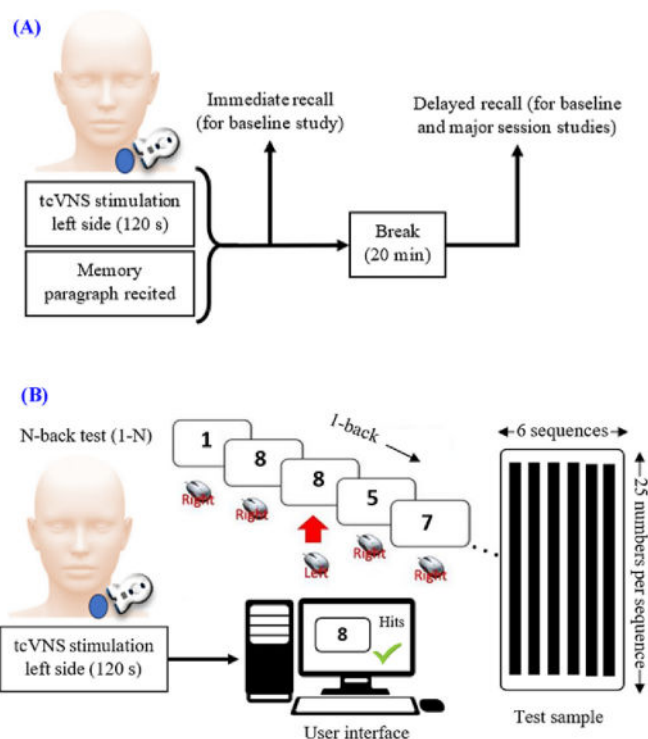 (A)
Immediate recall
(for baseline study)
Delayed recall (for baseline
and major session studies)
tcVNS stimulation
left side (120 s)
Memory
paragraph recited
Break
(20 min)
(B)
N-back test (1-N)
1-back
1
8
8
5
7
Right
Right
Left
Right
Right
6 sequences
25 numbers per
sequence
tcVNS stimulation
left side (120 s)
8
Hits
User interface
Test sample